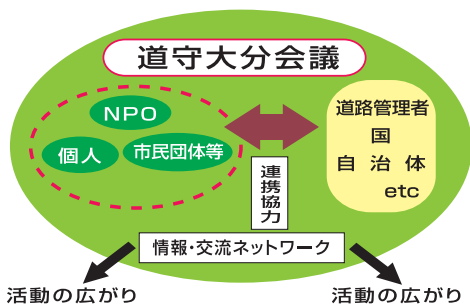 道守大分会議
NPO
個人
市民団体等
道路管理者
国
自治体
etc
連携協力
情報・交流ネットワーク
活動の広がり
活動の広がり